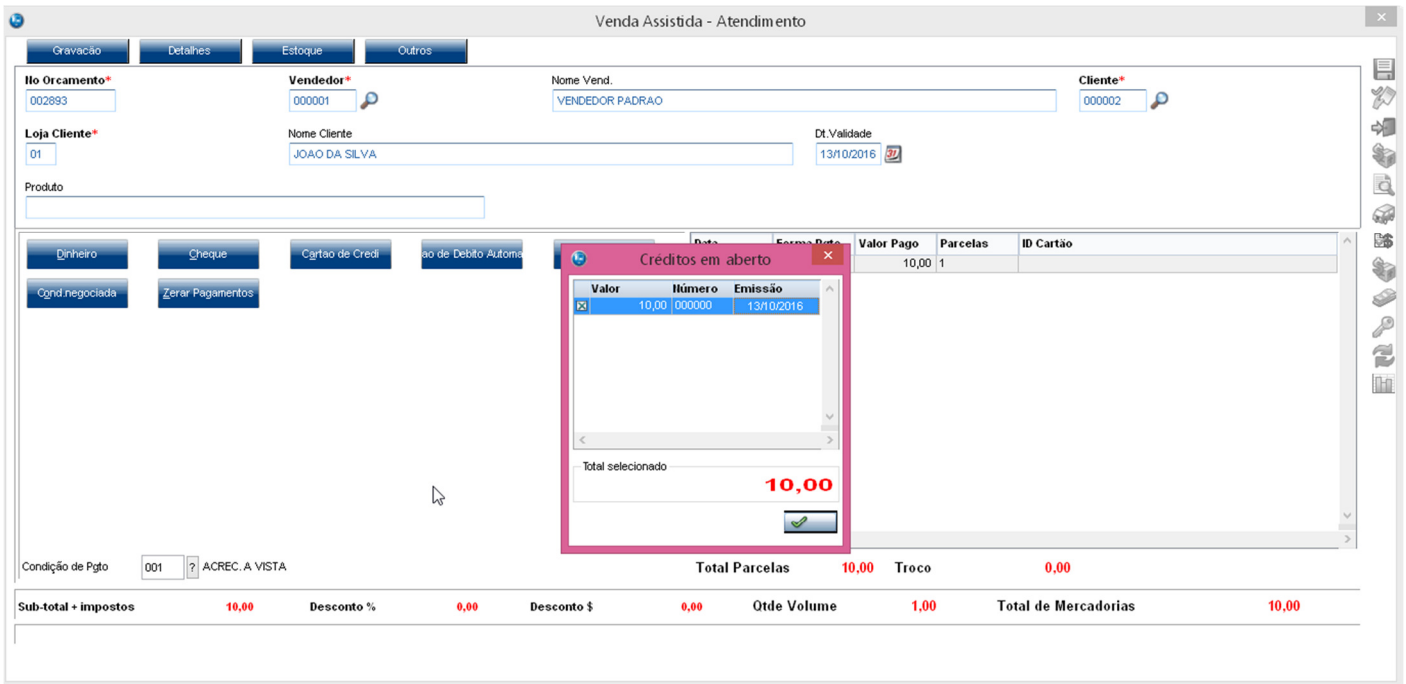 Venda Assistida - Atendimento
Gravacão Detalhes Estoque Outros
No Orcamento* Vendedor* Nome Vend. Cliente*
002893 000001 VENDEDOR PADRAO 000002
Loja Cliente* Nome Cliente Dt.Validade
01 JOAO DA SILVA 13/10/2016 31
Produto
Dinheiro Cheque Cartao de Credi ao de Debito Automa
Data Forma Pgto Valor Pago Parcelas ID Cartão
10,00 1
Cond.negociada Zerar Pagamentos
Créditos em aberto
Valor Número Emissão
10,00 000000 13/10/2016
Total selecionado
10,00
Condição de Pgto 001 ? ACREC. A VISTA
Total Parcelas 10,00 Troco 0,00
Sub-total + impostos 10,00 Desconto % 0,00 Desconto $ 0,00 Qtde Volume 1,00 Total de Mercadorias 10,00